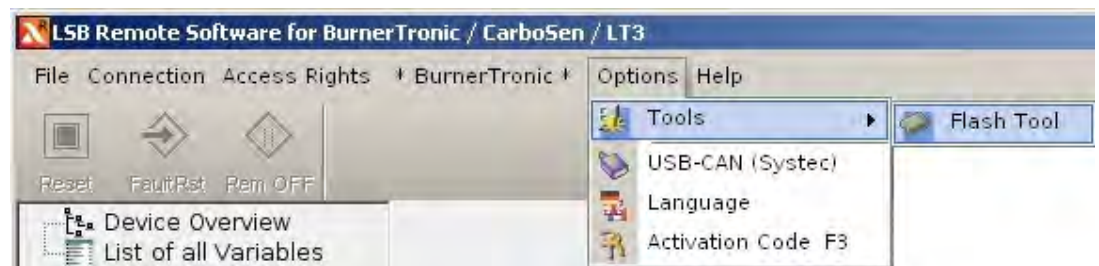 LSB Remote Software for BurnerTronic / CarboSen / LT3
File Connection Access Rights * BurnerTronic * Options Help
Tools Flash Tool
USB-CAN (Systec)
Reset FaultRst Rem OFF
Language
Device Overview
Activation Code F3
List of all Variables